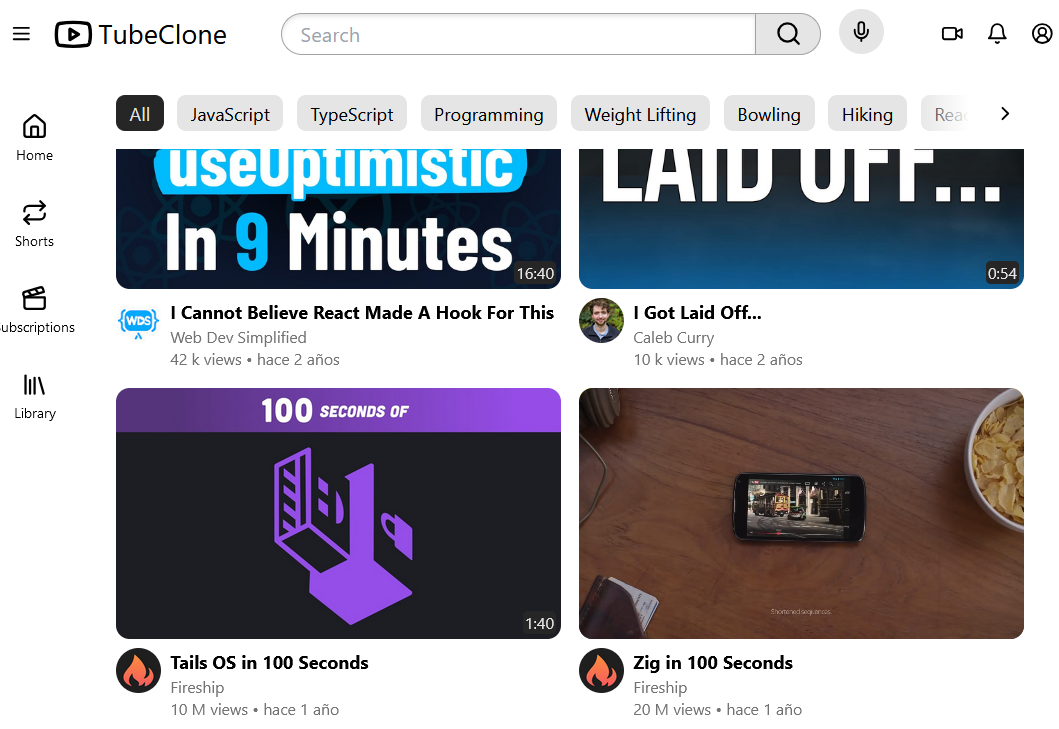 TubeClone
Search
All JavaScript TypeScript Programming Weight Lifting Bowling Hiking
Home
Shorts
ubscriptions
Library
useOptimistic
In 9 Minutes
16:40
LAID OFF...
0:54
WDS
I Cannot Believe React Made A Hook For This
Web Dev Simplified
42 k views • hace 2 años
I Got Laid Off...
Caleb Curry
10 k views • hace 2 años
100 SECONDS OF
1:40
Shortened sequences.
Tails OS in 100 Seconds
Fireship
10 M views • hace 1 año
Zig in 100 Seconds
Fireship
20 M views • hace 1 año